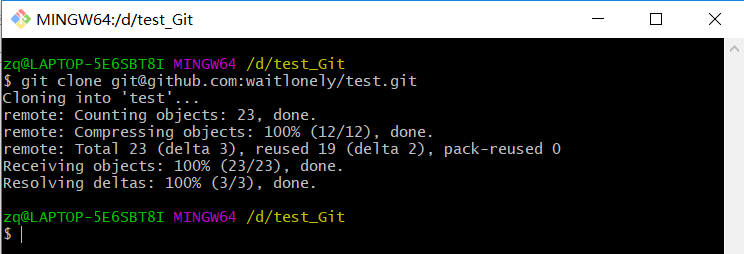 MINGW64:/d/test_Git
zq@LAPTOP-5E6SBT8I MINGW64 /d/test_Git
$ git clone git@github.com:waitlonely/test.git
Cloning into 'test'...
remote: Counting objects: 23, done.
remote: Compressing objects: 100% (12/12), done.
remote: Total 23 (delta 3), reused 19 (delta 2), pack-reused 0
Receiving objects: 100% (23/23), done.
Resolving deltas: 100% (3/3), done.
zq@LAPTOP-5E6SBT8I MINGW64 /d/test_Git
$